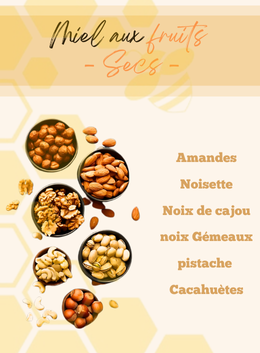 Miel aux fruits
- Secs -
Amandes
Noisette
Noix de cajou
noix Gémeaux
pistache
Cacahuètes